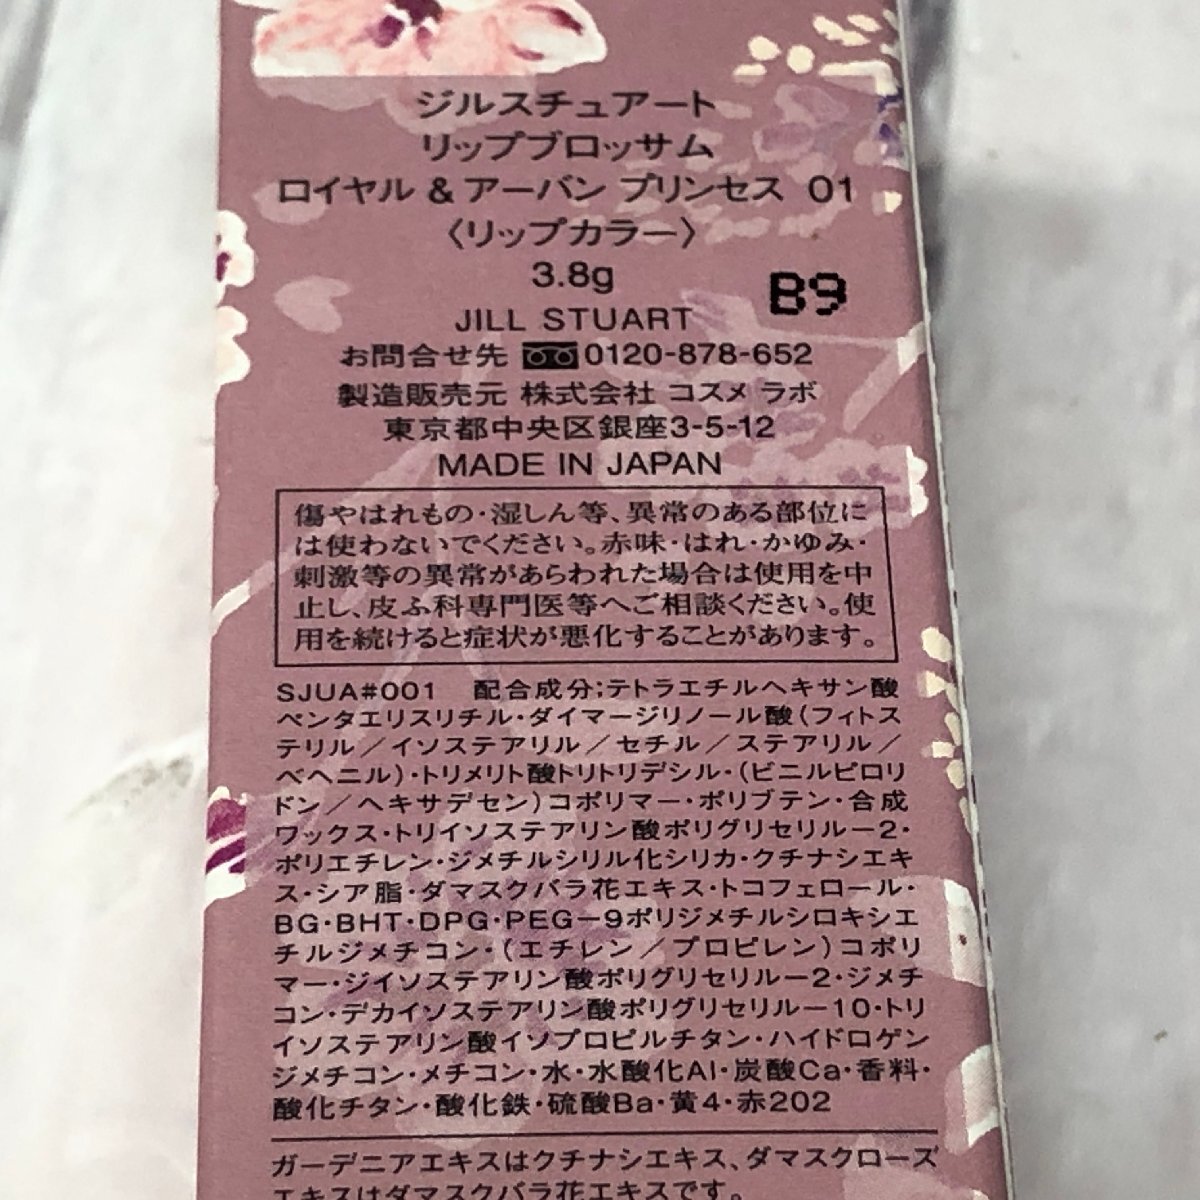 ジルスチュアート
リップブロッサム
ロイヤル & アーバン プリンセス 01
〈リップカラー〉
3.8g
B9
JILL STUART
お問合せ先 0120-878-652
製造販売元 株式会社 コスメ ラボ
東京都中央区銀座3-5-12
MADE IN JAPAN
傷やはれもの・湿しん等、異常のある部位に
は使わないでください。赤味・はれ・かゆみ・
刺激等の異常があらわれた場合は使用を中
止し、皮ふ科専門医等へご相談ください。使
用を続けると症状が悪化することがあります。
SJUA#001 配合成分;テトラエチルヘキサン酸
ペンタエリスリチル・ダイマージリノール酸(フィトス
テリル/イソステアリル/セチル/ステアリル/
ベヘニル)・トリメリト酸トリトリデシル・(ビニルピロリ
ドン/ヘキサデセン)コポリマー・ポリブテン・合成
ワックス・トリイソステアリン酸ポリグリセリル-2・
ポリエチレン・ジメチルシリル化シリカ・クチナシエキ
ス・シア脂・ダマスクバラ花エキス・トコフェロール・
BG・BHT・DPG・PEG-9ポリジメチルシロキシエ
チルジメチコン・(エチレン/プロピレン)コポリ
マー・ジイソステアリン酸ポリグリセリル-2・ジメチ
コン・デカイソステアリン酸ポリグリセリル-10・トリ
イソステアリン酸イソプロピルチタン・ハイドロゲン
ジメチコン・メチコン・水・水酸化Al・炭酸Ca・香料・
酸化チタン・酸化鉄・硫酸Ba・黄4・赤202
ガーデニアエキスはクチナシエキス、ダマスクローズ
エキスはダマスクバラ花エキスです。